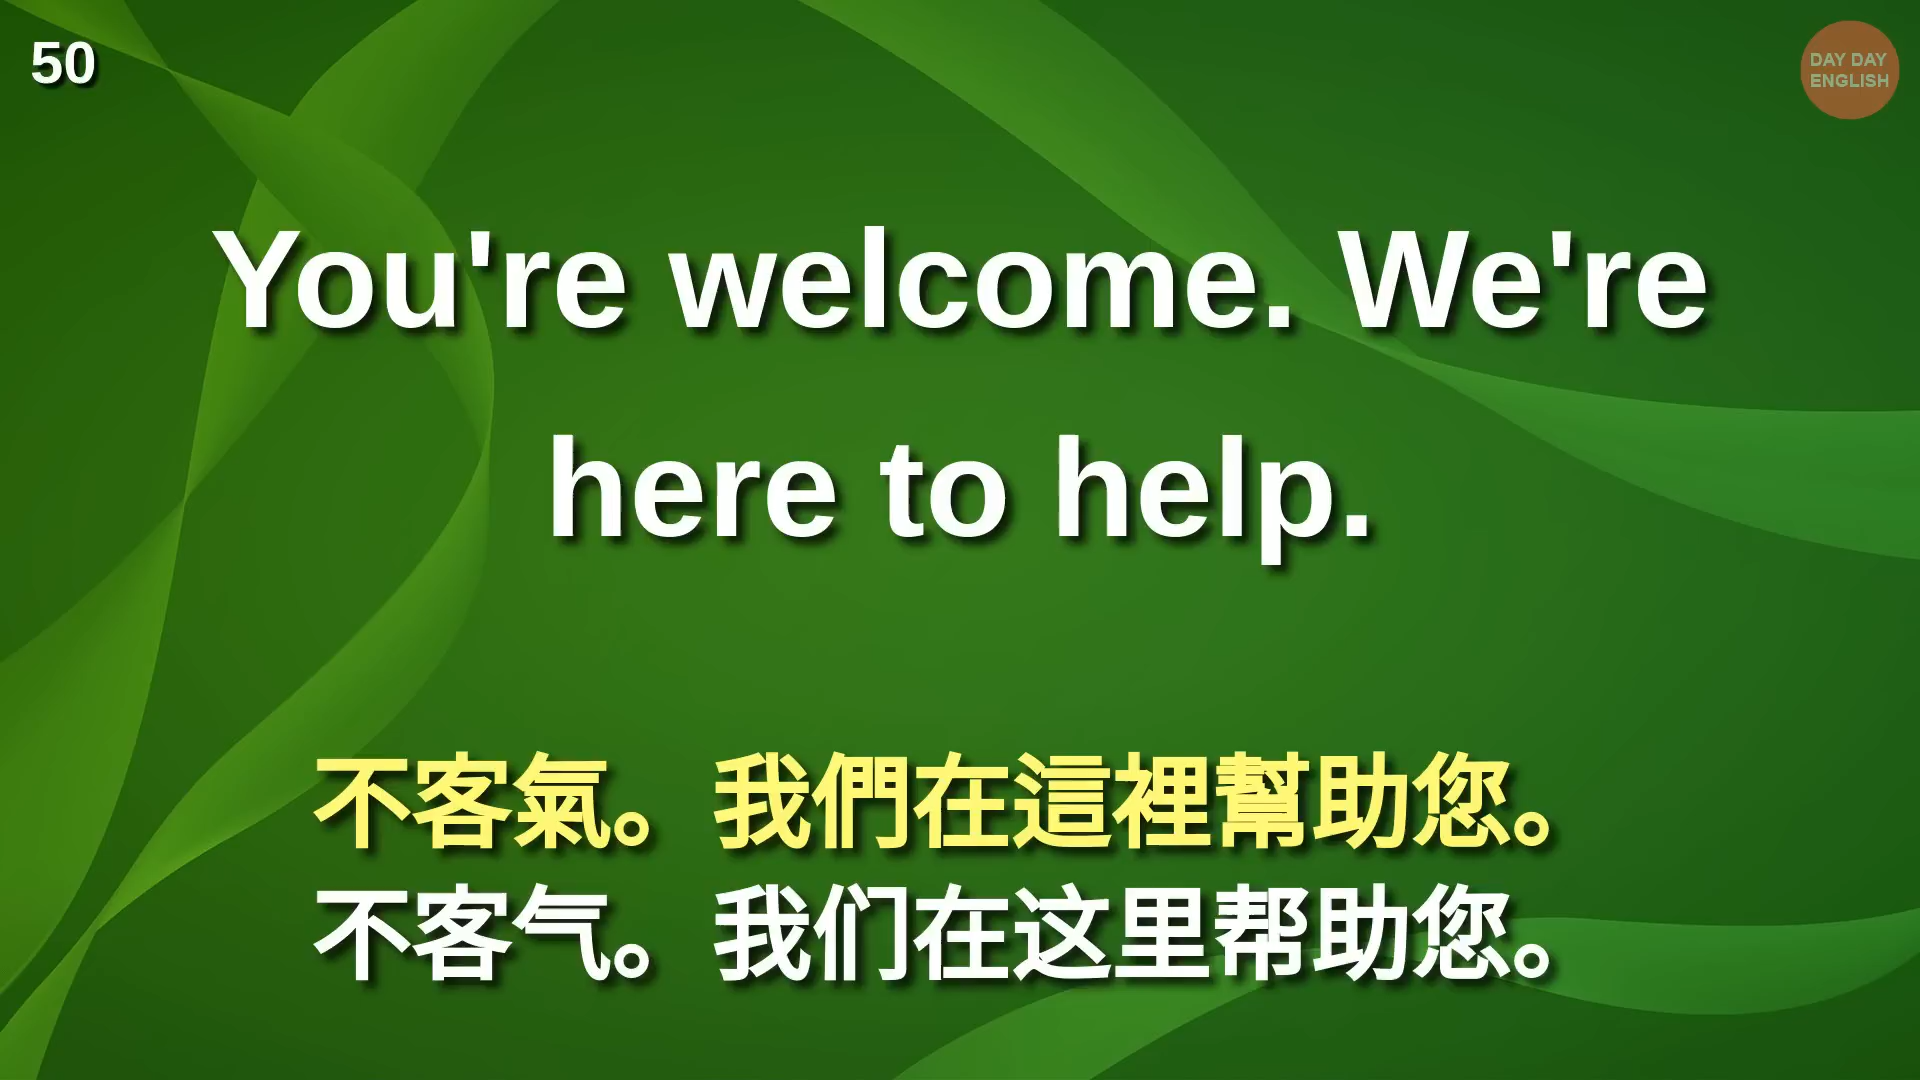 50
DAY DAY
ENGLISH
You're welcome. We're
here to help.
不客氣。我們在這裡幫助您。
不客气。我们在这里帮助您。